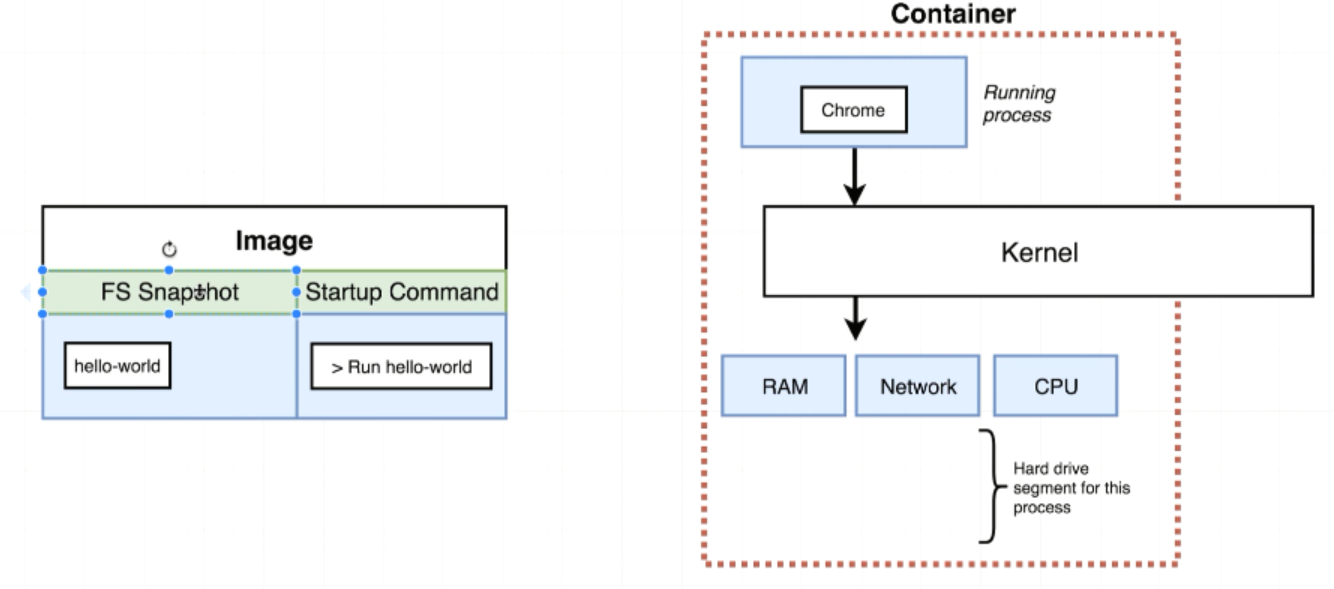 Container
Chrome
Running
process
Image
Kernel
FS Snapshot
Startup Command
hello-world
> Run hello-world
RAM
Network
CPU
Hard drive
segment for this
process